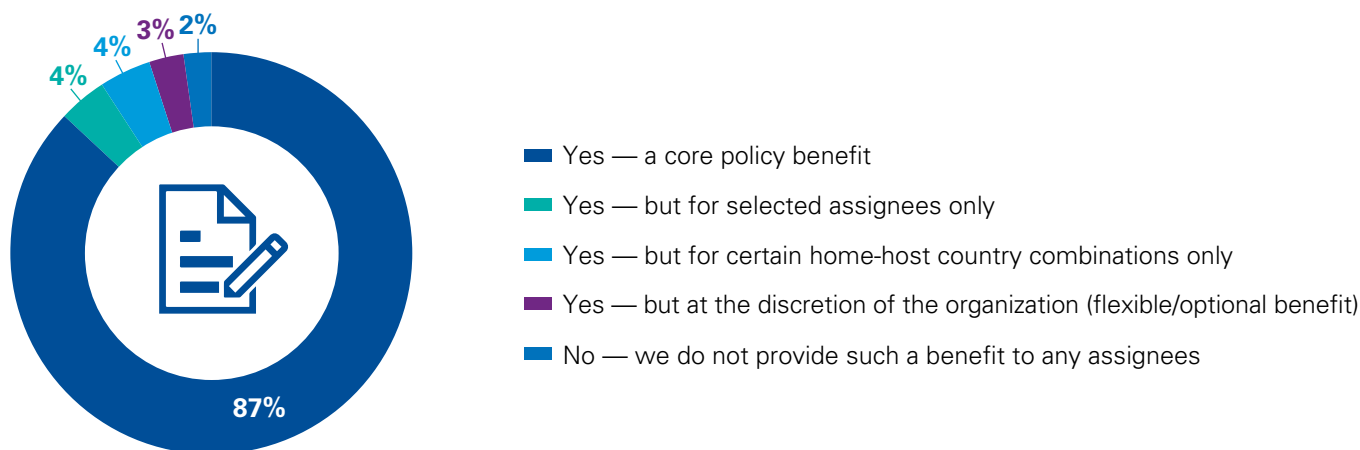 3% 2%
4%
4%
Yes — a core policy benefit
Yes — but for selected assignees only
Yes — but for certain home-host country combinations only
Yes — but at the discretion of the organization (flexible/optional benefit)
No — we do not provide such a benefit to any assignees
87%